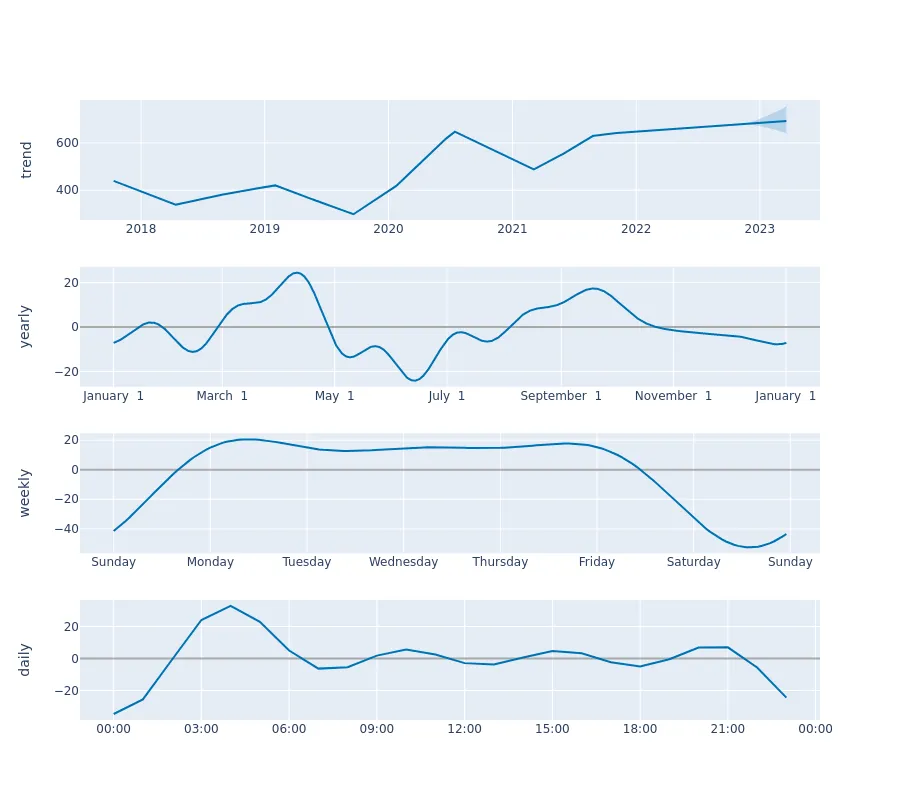 trend
600
400
2018 2019 2020 2021 2022 2023
yearly
20
0
−20
January 1 March 1 May 1 July 1 September 1 November 1 January 1
weekly
20
0
−20
−40
Sunday Monday Tuesday Wednesday Thursday Friday Saturday Sunday
daily
20
0
−20
00:00 03:00 06:00 09:00 12:00 15:00 18:00 21:00 00:00